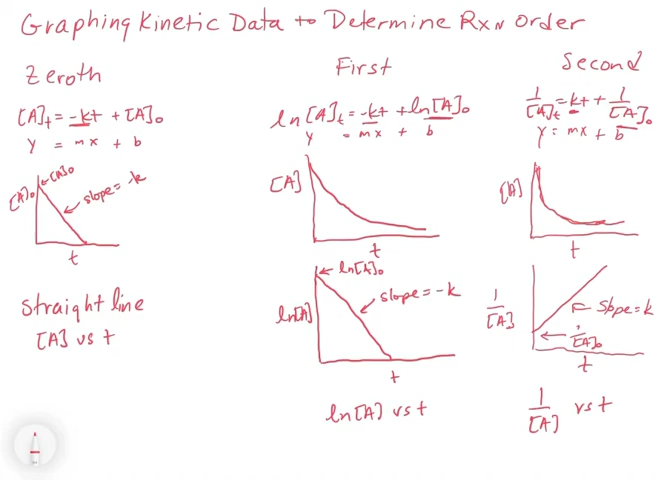 Graphing Kinetic Data to Determine Rxn Order
Zeroth
[A]t = -kt + [A]0
y = mx + b
[A]0
[A]0
slope = -k
t
Straight line
[A] vs t
First
ln [A]t = -kt + ln[A]0
y = mx + b
[A]
t
ln[A]0
ln[A]
slope = -k
t
ln[A] vs t
Second
1/[A]t = kt + 1/[A]0
y = mx + b
[A]
t
1/[A]
slope = k
1/[A]0
t
1/[A] vs t